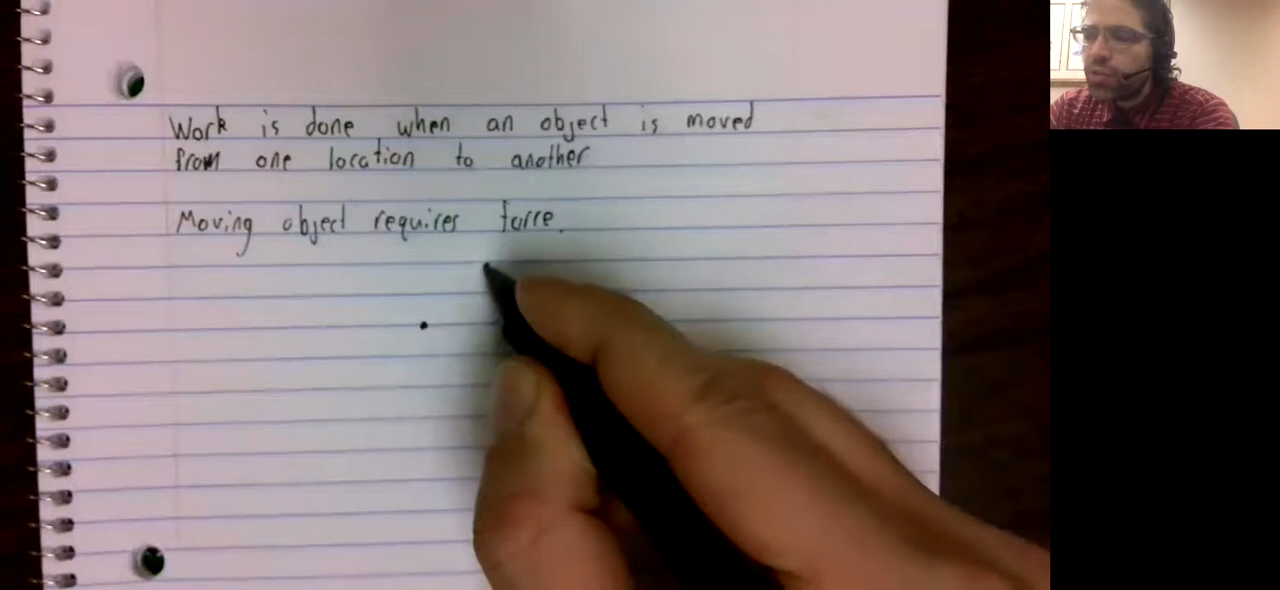 Work is done when an object is moved
from one location to another
Moving object requires force.